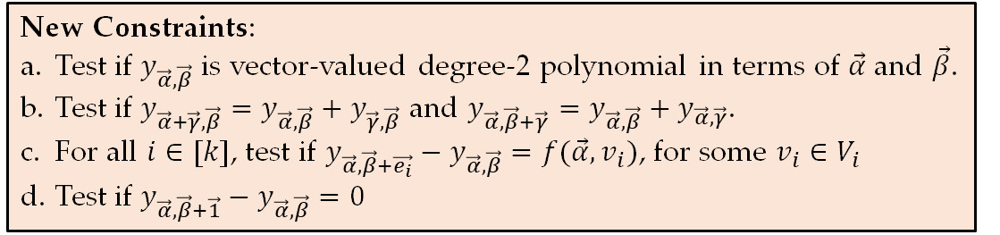 New Constraints:
a. Test if $y_{\vec{\alpha},\vec{\beta}}$ is vector-valued degree-2 polynomial in terms of $\vec{\alpha}$ and $\vec{\beta}$.
b. Test if $y_{\vec{\alpha}+\vec{\gamma},\vec{\beta}} = y_{\vec{\alpha},\vec{\beta}} + y_{\vec{\gamma},\vec{\beta}}$ and $y_{\vec{\alpha},\vec{\beta}+\vec{\gamma}} = y_{\vec{\alpha},\vec{\beta}} + y_{\vec{\alpha},\vec{\gamma}}$.
c. For all $i \in [k]$, test if $y_{\vec{\alpha},\vec{\beta}+\vec{e_i}} - y_{\vec{\alpha},\vec{\beta}} = f(\vec{\alpha}, v_i)$, for some $v_i \in V_i$
d. Test if $y_{\vec{\alpha},\vec{\beta}+\vec{1}} - y_{\vec{\alpha},\vec{\beta}} = 0$